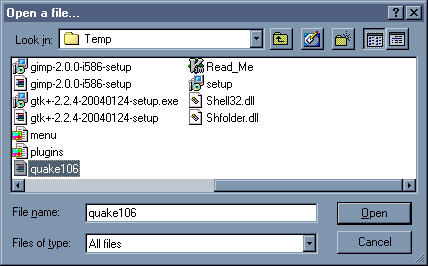 Open a file...
Look in: Temp
gimp-2.0.0-i586-setup
gimp-2.0.0-i586-setup
gtk+-2.2.4-20040124-setup.exe
gtk+-2.2.4-20040124-setup
menu
plugins
quake106
Read_Me
setup
Shell32.dll
Shfolder.dll
File name: quake106
Open
Files of type: All files
Cancel